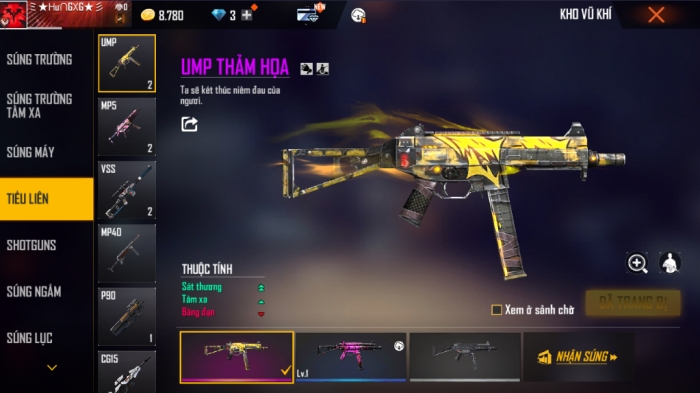 ★HưNGXG★
0
8.780
3
NEW
KHO VŨ KHÍ
SÚNG TRƯỜNG
SÚNG TRƯỜNG
TẦM XA
SÚNG MÁY
TIỂU LIÊN
SHOTGUNS
SÚNG NGẮM
SÚNG LỤC
UMP
2
MP5
2
VSS
2
MP40
P90
1
CG15
UMP THẢM HỌA
Ta sẽ kết thúc niềm đau của
ngươi.
THUỘC TÍNH
Sát thương
Tầm xa
Băng đạn
Xem ở sảnh chờ
ĐÃ TRANG BỊ
Lv.1
NHẬN SÚNG